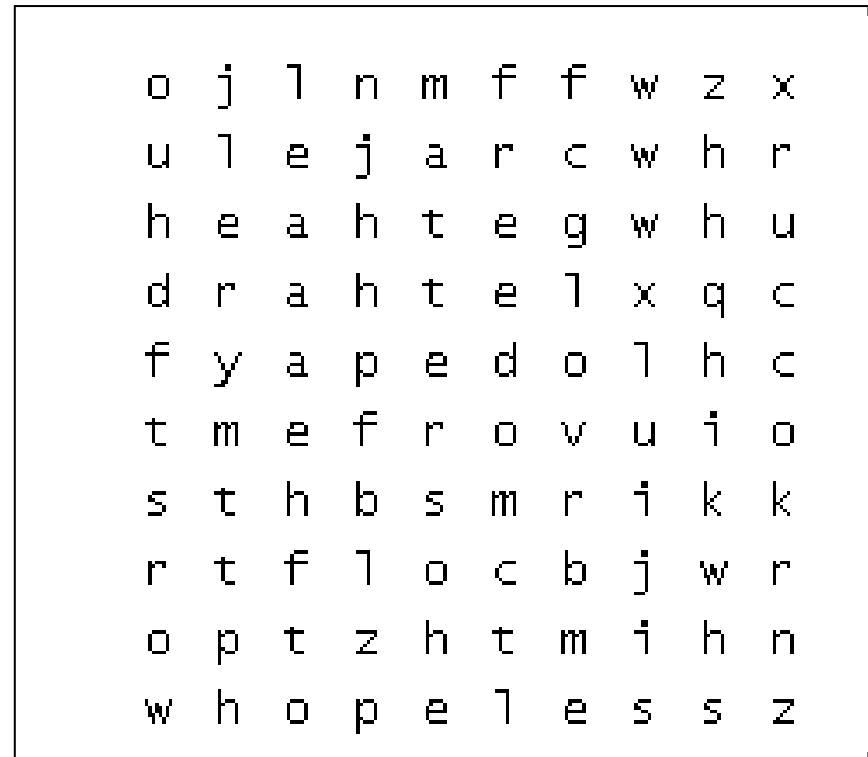 o j l n m f f w z x
u l e j a r c w h r
h e a h t e g w h u
d r a h t e l x q c
f y a p e d o l h c
t m e f r o v u i o
s t h b s m r i k k
r t f l o c b j w r
o p t z h t m i h n
w h o p e l e s s z